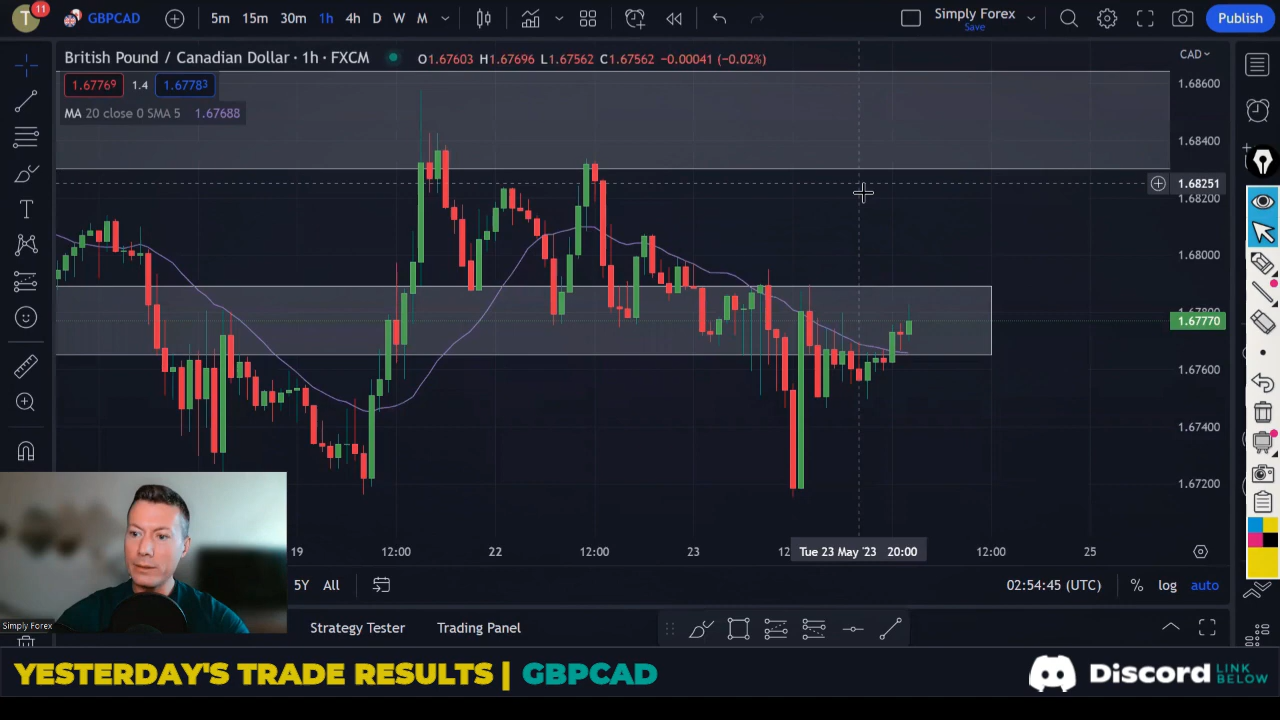 T
11
GBPCAD
5m 15m 30m 1h 4h D W M
Simply Forex
Save
Publish
British Pound / Canadian Dollar · 1h · FXCM
O1.67603 H1.67696 L1.67562 C1.67562 −0.00041 (−0.02%)
CAD
1.67769 1.4 1.67783
MA 20 close 0 SMA 5 1.67688
1.68600
1.68400
1.68251
1.68200
1.68000
1.67770
1.67600
1.67400
1.67200
19 12:00 22 12:00 23
Tue 23 May '23 20:00
12:00 25
5Y All
02:54:45 (UTC)
% log auto
Simply Forex
Strategy Tester Trading Panel
YESTERDAY'S TRADE RESULTS | GBPCAD
Discord
LINK
BELOW